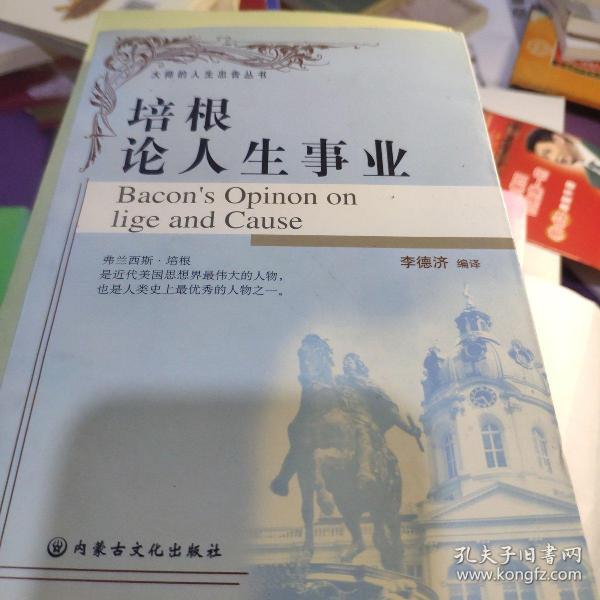 大师的人生忠告丛书
培根
论人生事业
Bacon's Opinon on
lige and Cause
弗兰西斯·培根
是近代美国思想界最伟大的人物，
也是人类史上最优秀的人物之一。
李德济 编译
内蒙古文化出版社
孔夫子旧书网
www.kongfz.com